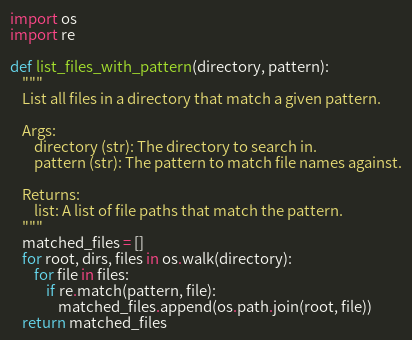 import os
import re

def list_files_with_pattern(directory, pattern):
    """
    List all files in a directory that match a given pattern.

    Args:
        directory (str): The directory to search in.
        pattern (str): The pattern to match file names against.

    Returns:
        list: A list of file paths that match the pattern.
    """
    matched_files = []
    for root, dirs, files in os.walk(directory):
        for file in files:
            if re.match(pattern, file):
                matched_files.append(os.path.join(root, file))
    return matched_files